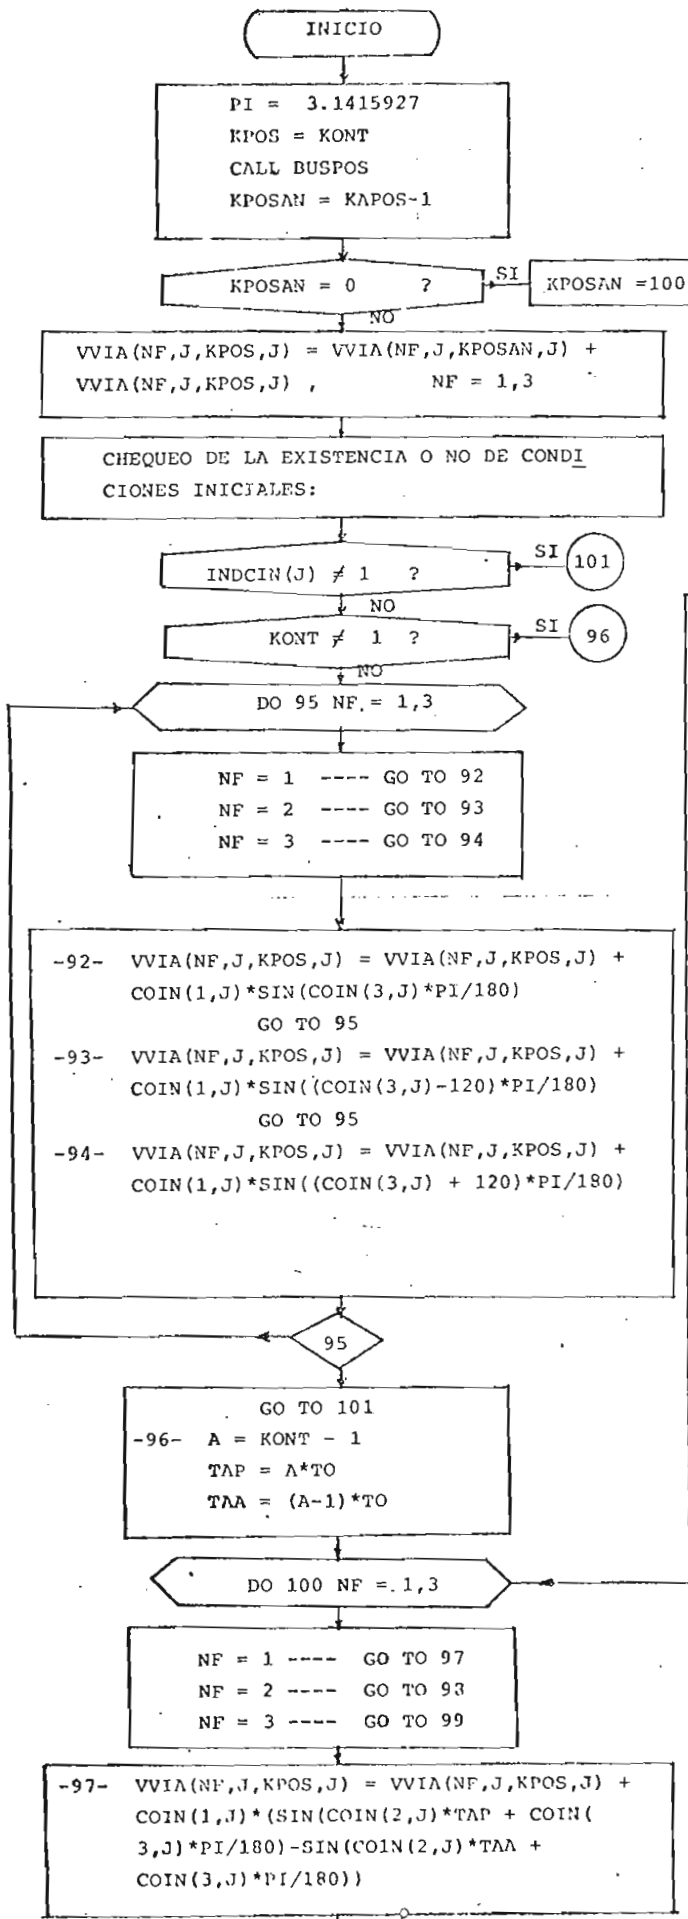 INICIO
PI = 3.1415927
KPOS = KONT
CALL BUSPOS
KPOSAN = KAPOS-1
KPOSAN = 0 ?
SI
KPOSAN =100
NO
VVIA(NF,J,KPOS,J) = VVIA(NF,J,KPOSAN,J) +
VVIA(NF,J,KPOS,J) , NF = 1,3
CHEQUEO DE LA EXISTENCIA O NO DE CONDI
CIONES INICIALES:
INDCIN(J) ≠ 1 ?
SI
101
NO
KONT ≠ 1 ?
SI
96
NO
DO 95 NF = 1,3
NF = 1 ---- GO TO 92
NF = 2 ---- GO TO 93
NF = 3 ---- GO TO 94
-92- VVIA(NF,J,KPOS,J) = VVIA(NF,J,KPOS,J) +
COIN(1,J)*SIN(COIN(3,J)*PI/180)
GO TO 95
-93- VVIA(NF,J,KPOS,J) = VVIA(NF,J,KPOS,J) +
COIN(1,J)*SIN((COIN(3,J)-120)*PI/180)
GO TO 95
-94- VVIA(NF,J,KPOS,J) = VVIA(NF,J,KPOS,J) +
COIN(1,J)*SIN((COIN(3,J) + 120)*PI/180)
95
GO TO 101
-96- A = KONT - 1
TAP = A*TO
TAA = (A-1)*TO
DO 100 NF = 1,3
NF = 1 ---- GO TO 97
NF = 2 ---- GO TO 98
NF = 3 ---- GO TO 99
-97- VVIA(NF,J,KPOS,J) = VVIA(NF,J,KPOS,J) +
COIN(1,J)*(SIN(COIN(2,J)*TAP + COIN(
3,J)*PI/180)-SIN(COIN(2,J)*TAA +
COIN(3,J)*PI/180))